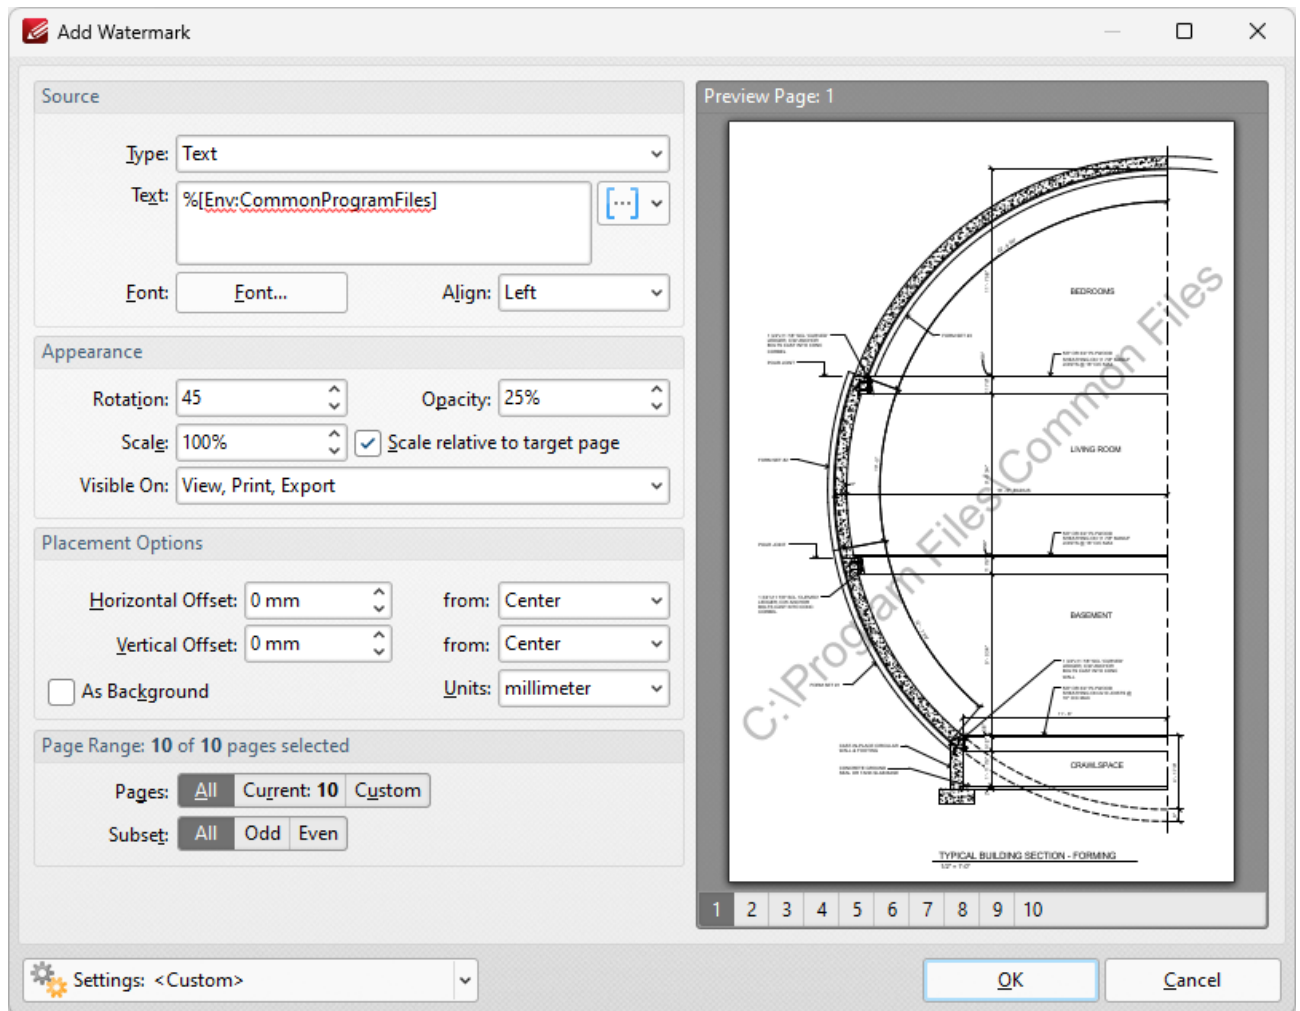 Add Watermark
Source
Type: Text
Text: %[Env:CommonProgramFiles]
Font: Font... Align: Left
Appearance
Rotation: 45 Opacity: 25%
Scale: 100% Scale relative to target page
Visible On: View, Print, Export
Placement Options
Horizontal Offset: 0 mm from: Center
Vertical Offset: 0 mm from: Center
As Background Units: millimeter
Page Range: 10 of 10 pages selected
Pages: All Current: 10 Custom
Subset: All Odd Even
Settings: <Custom>
Preview Page: 1
BEDROOMS
LIVING ROOM
BASEMENT
CRAWLSPACE
C:\Program Files\Common Files
TYPICAL BUILDING SECTION - FORMING
1 2 3 4 5 6 7 8 9 10
OK Cancel